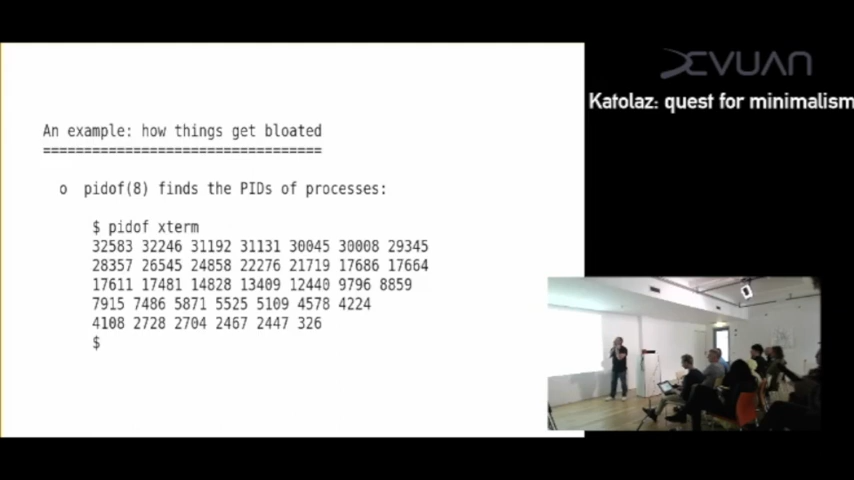 An example: how things get bloated
==================================
o pidof(8) finds the PIDs of processes:
$ pidof xterm
32583 32246 31192 31131 30045 30008 29345
28357 26545 24858 22276 21719 17686 17664
17611 17481 14828 13409 12440 9796 8859
7915 7486 5871 5525 5109 4578 4224
4108 2728 2704 2467 2447 326
$
DEVUAN
Katolaz: quest for minimalism